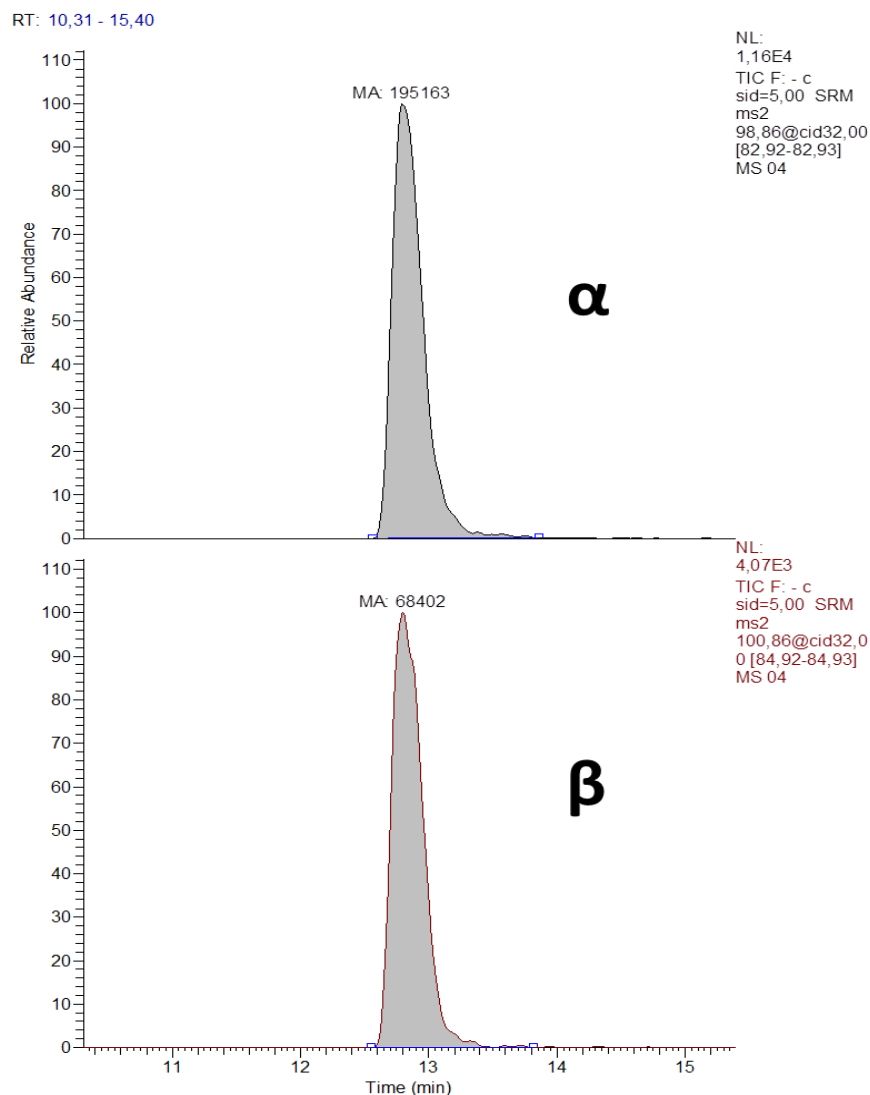 RT: 10,31 - 15,40
NL:
1,16E4
TIC F: - c
sid=5,00 SRM
ms2
98,86@cid32,00
[82,92-82,93]
MS 04
MA: 195163
110
100
90
80
70
60
50
40
30
20
10
0
Relative Abundance
α
NL:
4,07E3
TIC F: - c
sid=5,00 SRM
ms2
100,86@cid32,0
0 [84,92-84,93]
MS 04
MA: 68402
110
100
90
80
70
60
50
40
30
20
10
0
β
11 12 13 14 15
Time (min)